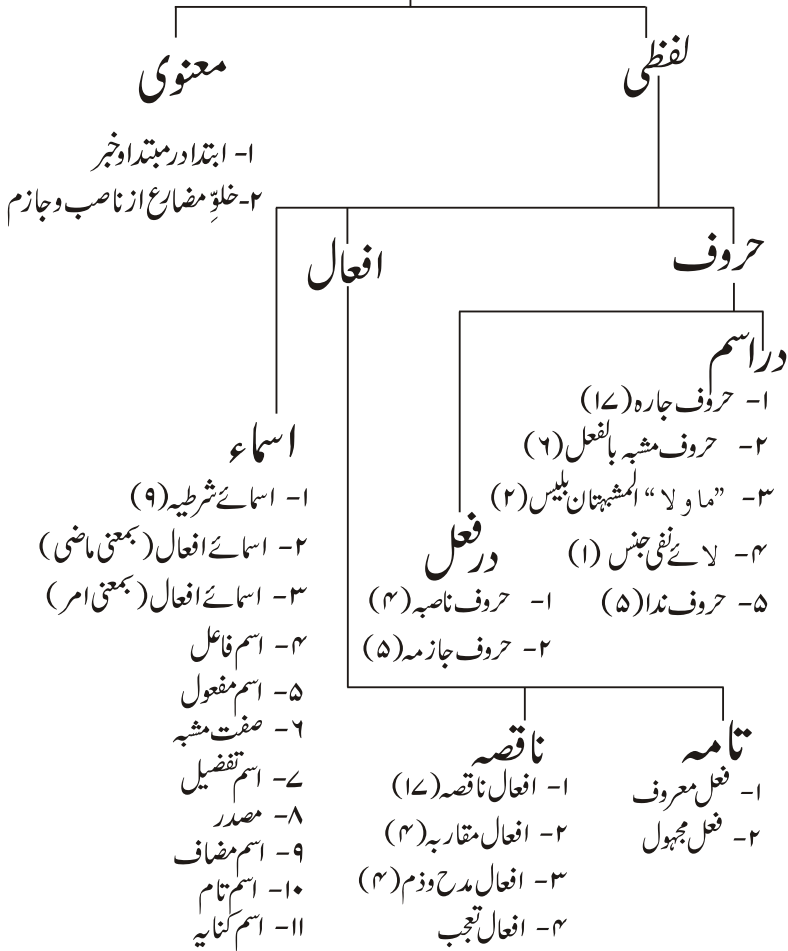 لفظی
معنوی
۱- ابتدا در مبتدا و خبر
۲- خلوِّ مضارع از ناصب و جازم
حروف
افعال
اسماء
در اسم
۱- حروف جارہ (۱۷)
۲- حروف مشبہ بالفعل (۶)
۳- ”ما و لا“ المشبہتان بلیس (۲)
۴- لائے نفی جنس (۱)
۵- حروف ندا (۵)
در فعل
۱- حروف ناصبہ (۴)
۲- حروف جازمہ (۵)
تامہ
۱- فعل معروف
۲- فعل مجہول
ناقصہ
۱- افعال ناقصہ (۱۷)
۲- افعال مقاربہ (۴)
۳- افعال مدح و ذم (۴)
۴- افعال تعجب
۱- اسمائے شرطیہ (۹)
۲- اسمائے افعال (بمعنی ماضی)
۳- اسمائے افعال (بمعنی امر)
۴- اسم فاعل
۵- اسم مفعول
۶- صفت مشبہ
۷- اسم تفضیل
۸- مصدر
۹- اسم مضاف
۱۰- اسم تام
۱۱- اسم کنایہ